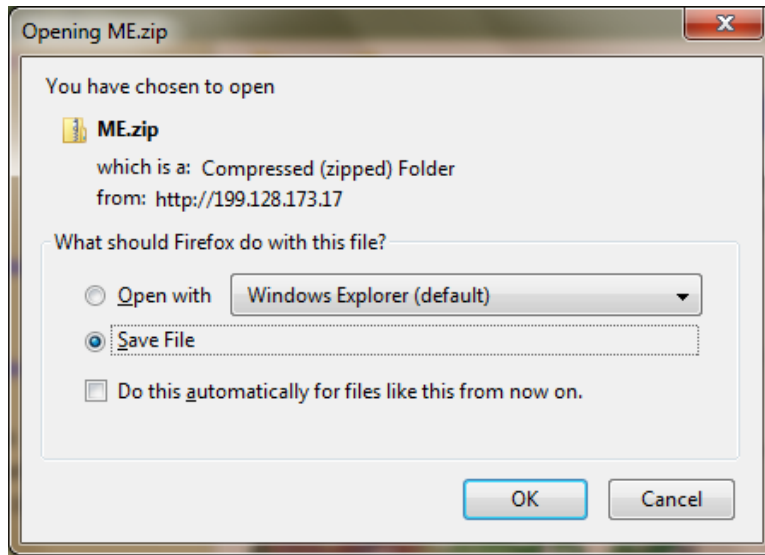 Opening ME.zip
You have chosen to open
ME.zip
which is a: Compressed (zipped) Folder
from: http://199.128.173.17
What should Firefox do with this file?
Open with Windows Explorer (default)
Save File
Do this automatically for files like this from now on.
OK Cancel